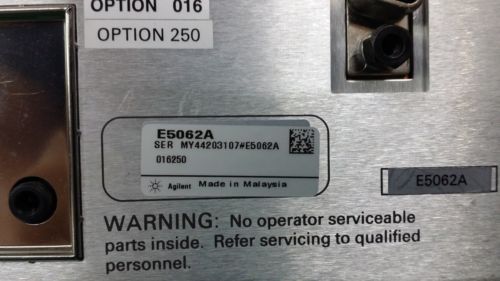 OPTION 016
OPTION 250
E5062A
SER MY44203107#E5062A
016250
Agilent Made in Malaysia
E5062A
WARNING: No operator serviceable
parts inside. Refer servicing to qualified
personnel.